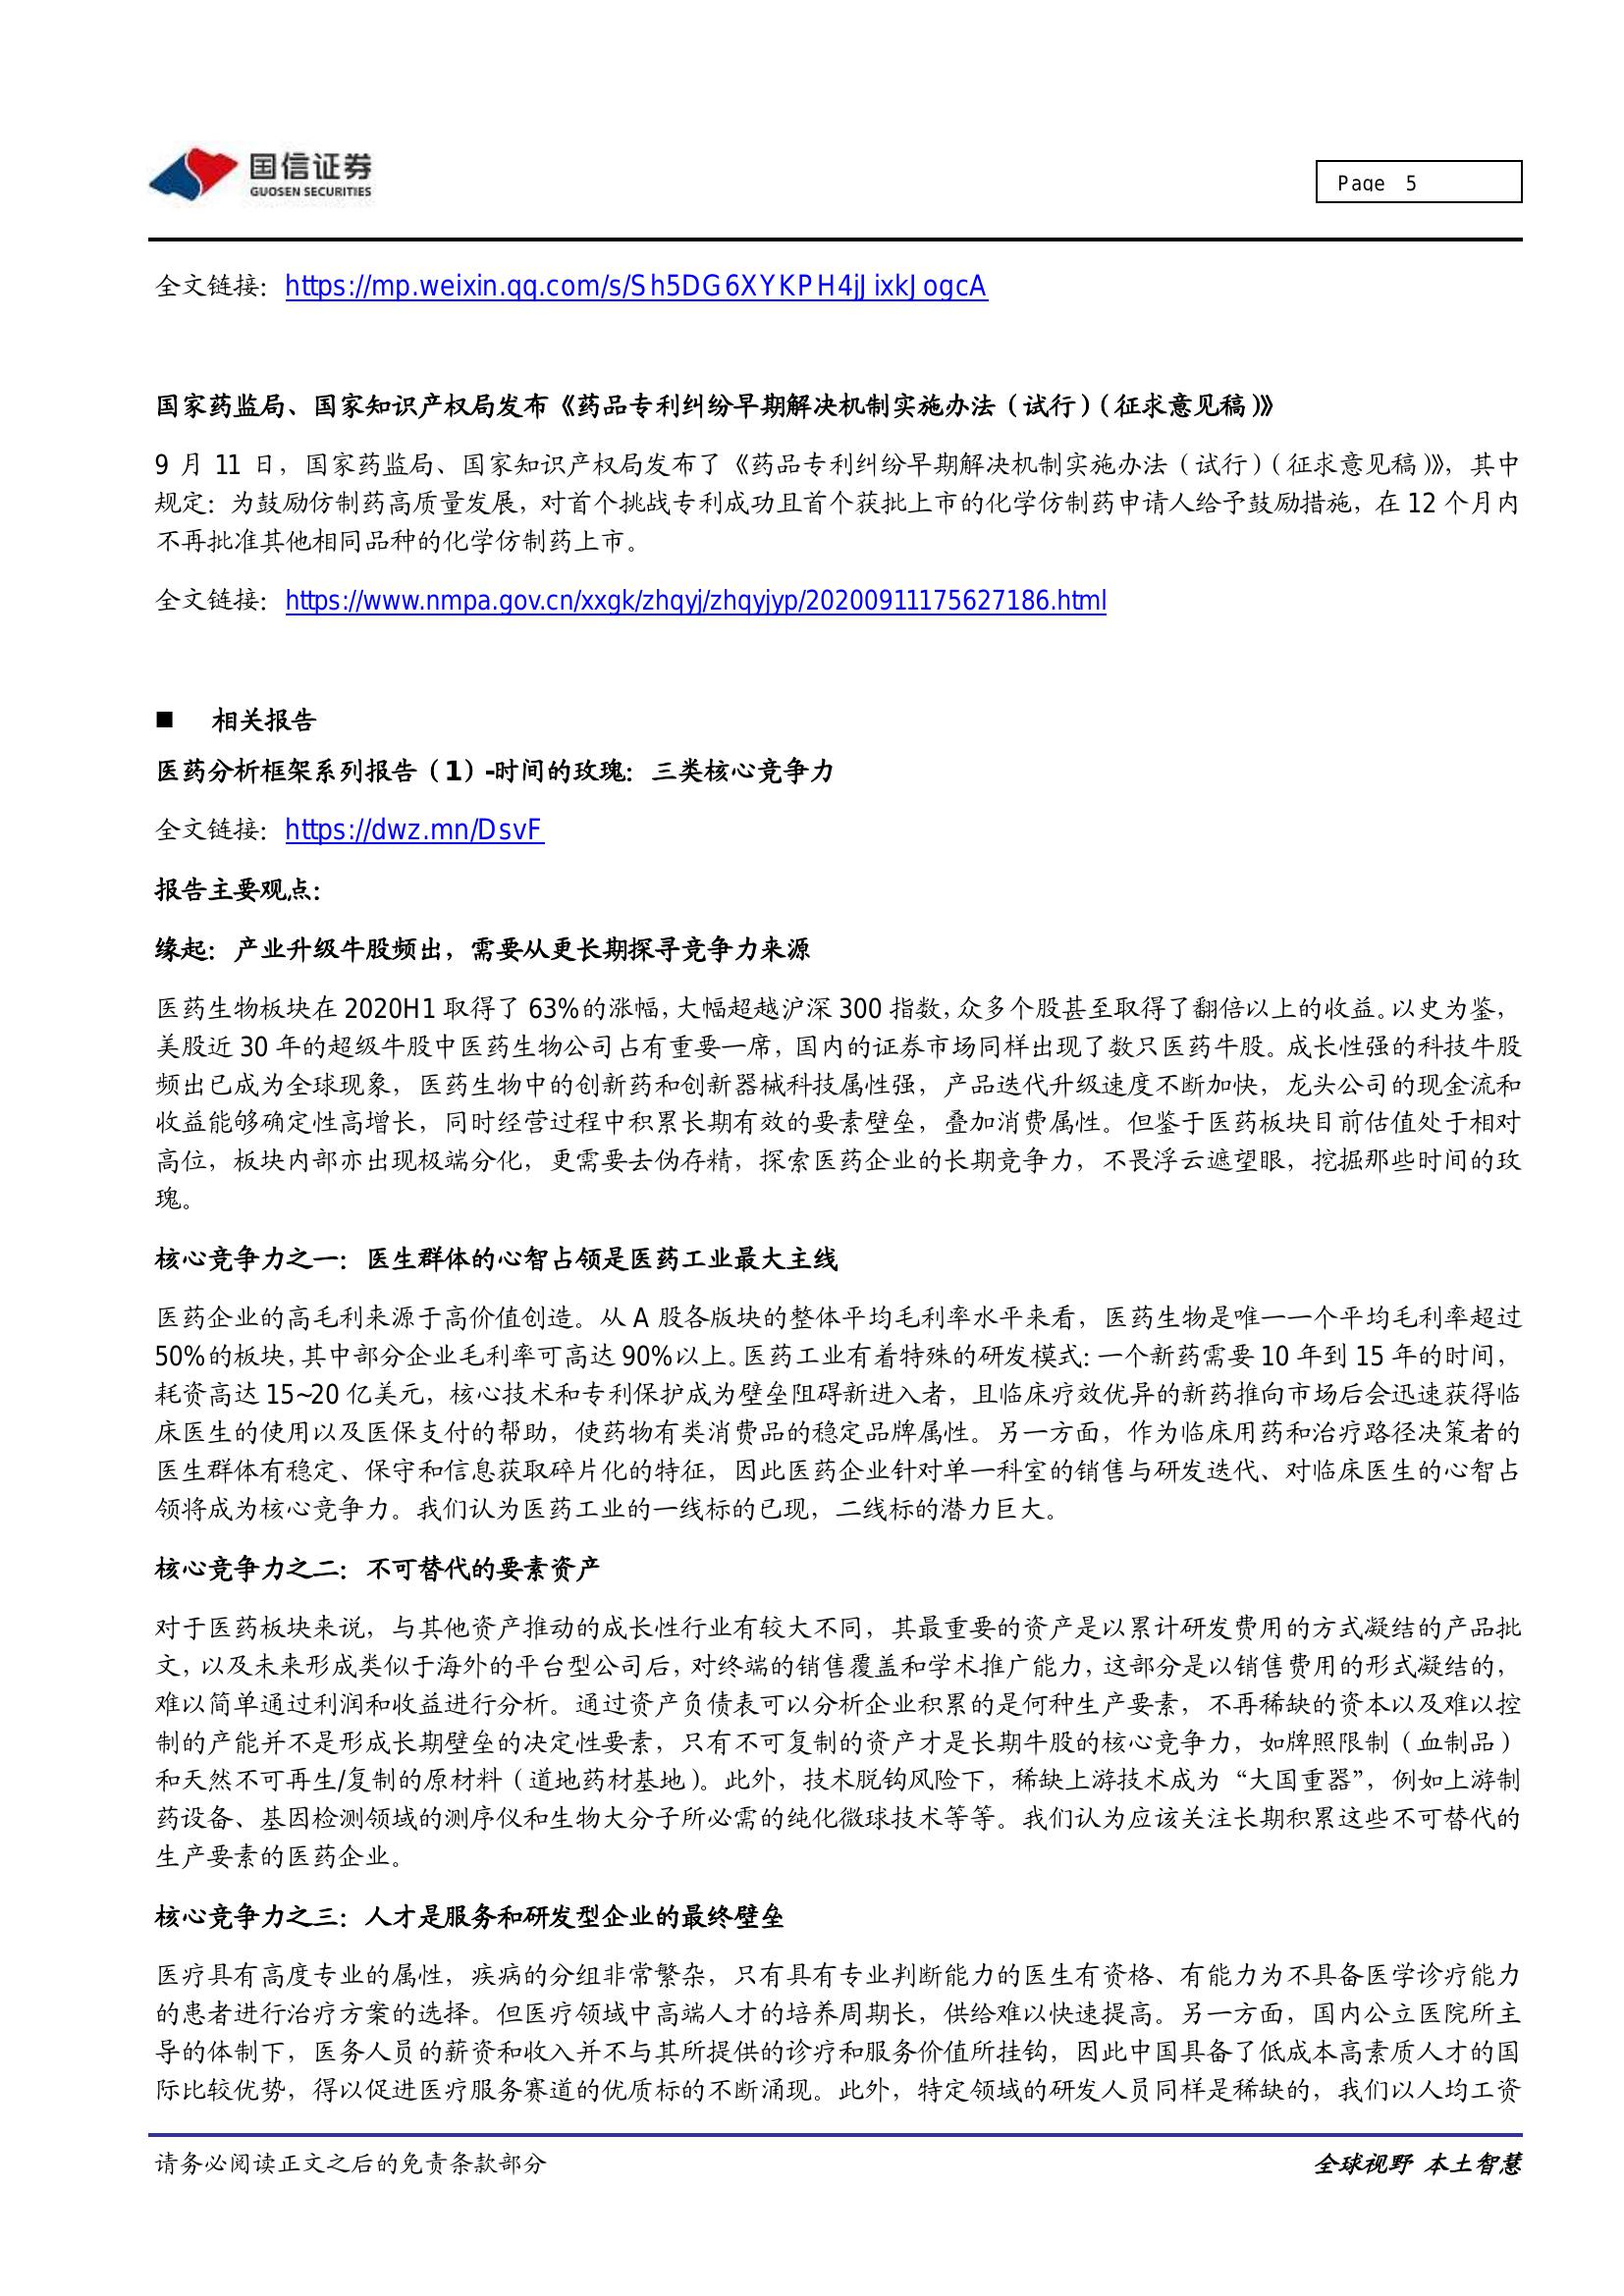 国信证券
GUOSEN SECURITIES
Page 5
全文链接：https://mp.weixin.qq.com/s/Sh5DG6XYKPH4jJixkJogcA
国家药监局、国家知识产权局发布《药品专利纠纷早期解决机制实施办法（试行）（征求意见稿）》
9 月 11 日，国家药监局、国家知识产权局发布了《药品专利纠纷早期解决机制实施办法（试行）（征求意见稿）》，其中
规定：为鼓励仿制药高质量发展，对首个挑战专利成功且首个获批上市的化学仿制药申请人给予鼓励措施，在 12 个月内
不再批准其他相同品种的化学仿制药上市。
全文链接：https://www.nmpa.gov.cn/xxgk/zhqyj/zhqyjyp/20200911175627186.html
■ 相关报告
医药分析框架系列报告（1）-时间的玫瑰：三类核心竞争力
全文链接：https://dwz.mn/DsvF
报告主要观点：
缘起：产业升级牛股频出，需要从更长期探寻竞争力来源
医药生物板块在 2020H1 取得了 63%的涨幅，大幅超越沪深 300 指数，众多个股甚至取得了翻倍以上的收益。以史为鉴，
美股近 30 年的超级牛股中医药生物公司占有重要一席，国内的证券市场同样出现了数只医药牛股。成长性强的科技牛股
频出已成为全球现象，医药生物中的创新药和创新器械科技属性强，产品迭代升级速度不断加快，龙头公司的现金流和
收益能够确定性高增长，同时经营过程中积累长期有效的要素壁垒，叠加消费属性。但鉴于医药板块目前估值处于相对
高位，板块内部亦出现极端分化，更需要去伪存精，探索医药企业的长期竞争力，不畏浮云遮望眼，挖掘那些时间的玫
瑰。
核心竞争力之一：医生群体的心智占领是医药工业最大主线
医药企业的高毛利来源于高价值创造。从 A 股各版块的整体平均毛利率水平来看，医药生物是唯一一个平均毛利率超过
50%的板块，其中部分企业毛利率可高达 90%以上。医药工业有着特殊的研发模式：一个新药需要 10 年到 15 年的时间，
耗资高达 15~20 亿美元，核心技术和专利保护成为壁垒阻碍新进入者，且临床疗效优异的新药推向市场后会迅速获得临
床医生的使用以及医保支付的帮助，使药物有类消费品的稳定品牌属性。另一方面，作为临床用药和治疗路径决策者的
医生群体有稳定、保守和信息获取碎片化的特征，因此医药企业针对单一科室的销售与研发迭代、对临床医生的心智占
领将成为核心竞争力。我们认为医药工业的一线标的已现，二线标的潜力巨大。
核心竞争力之二：不可替代的要素资产
对于医药板块来说，与其他资产推动的成长性行业有较大不同，其最重要的资产是以累计研发费用的方式凝结的产品批
文，以及未来形成类似于海外的平台型公司后，对终端的销售覆盖和学术推广能力，这部分是以销售费用的形式凝结的，
难以简单通过利润和收益进行分析。通过资产负债表可以分析企业积累的是何种生产要素，不再稀缺的资本以及难以控
制的产能并不是形成长期壁垒的决定性要素，只有不可复制的资产才是长期牛股的核心竞争力，如牌照限制（血制品）
和天然不可再生/复制的原材料（道地药材基地）。此外，技术脱钩风险下，稀缺上游技术成为“大国重器”，例如上游制
药设备、基因检测领域的测序仪和生物大分子所必需的纯化微球技术等等。我们认为应该关注长期积累这些不可替代的
生产要素的医药企业。
核心竞争力之三：人才是服务和研发型企业的最终壁垒
医疗具有高度专业的属性，疾病的分组非常繁杂，只有具有专业判断能力的医生有资格、有能力为不具备医学诊疗能力
的患者进行治疗方案的选择。但医疗领域中高端人才的培养周期长，供给难以快速提高。另一方面，国内公立医院所主
导的体制下，医务人员的薪资和收入并不与其所提供的诊疗和服务价值所挂钩，因此中国具备了低成本高素质人才的国
际比较优势，得以促进医疗服务赛道的优质标的不断涌现。此外，特定领域的研发人员同样是稀缺的，我们以人均工资
请务必阅读正文之后的免责条款部分
全球视野 本土智慧